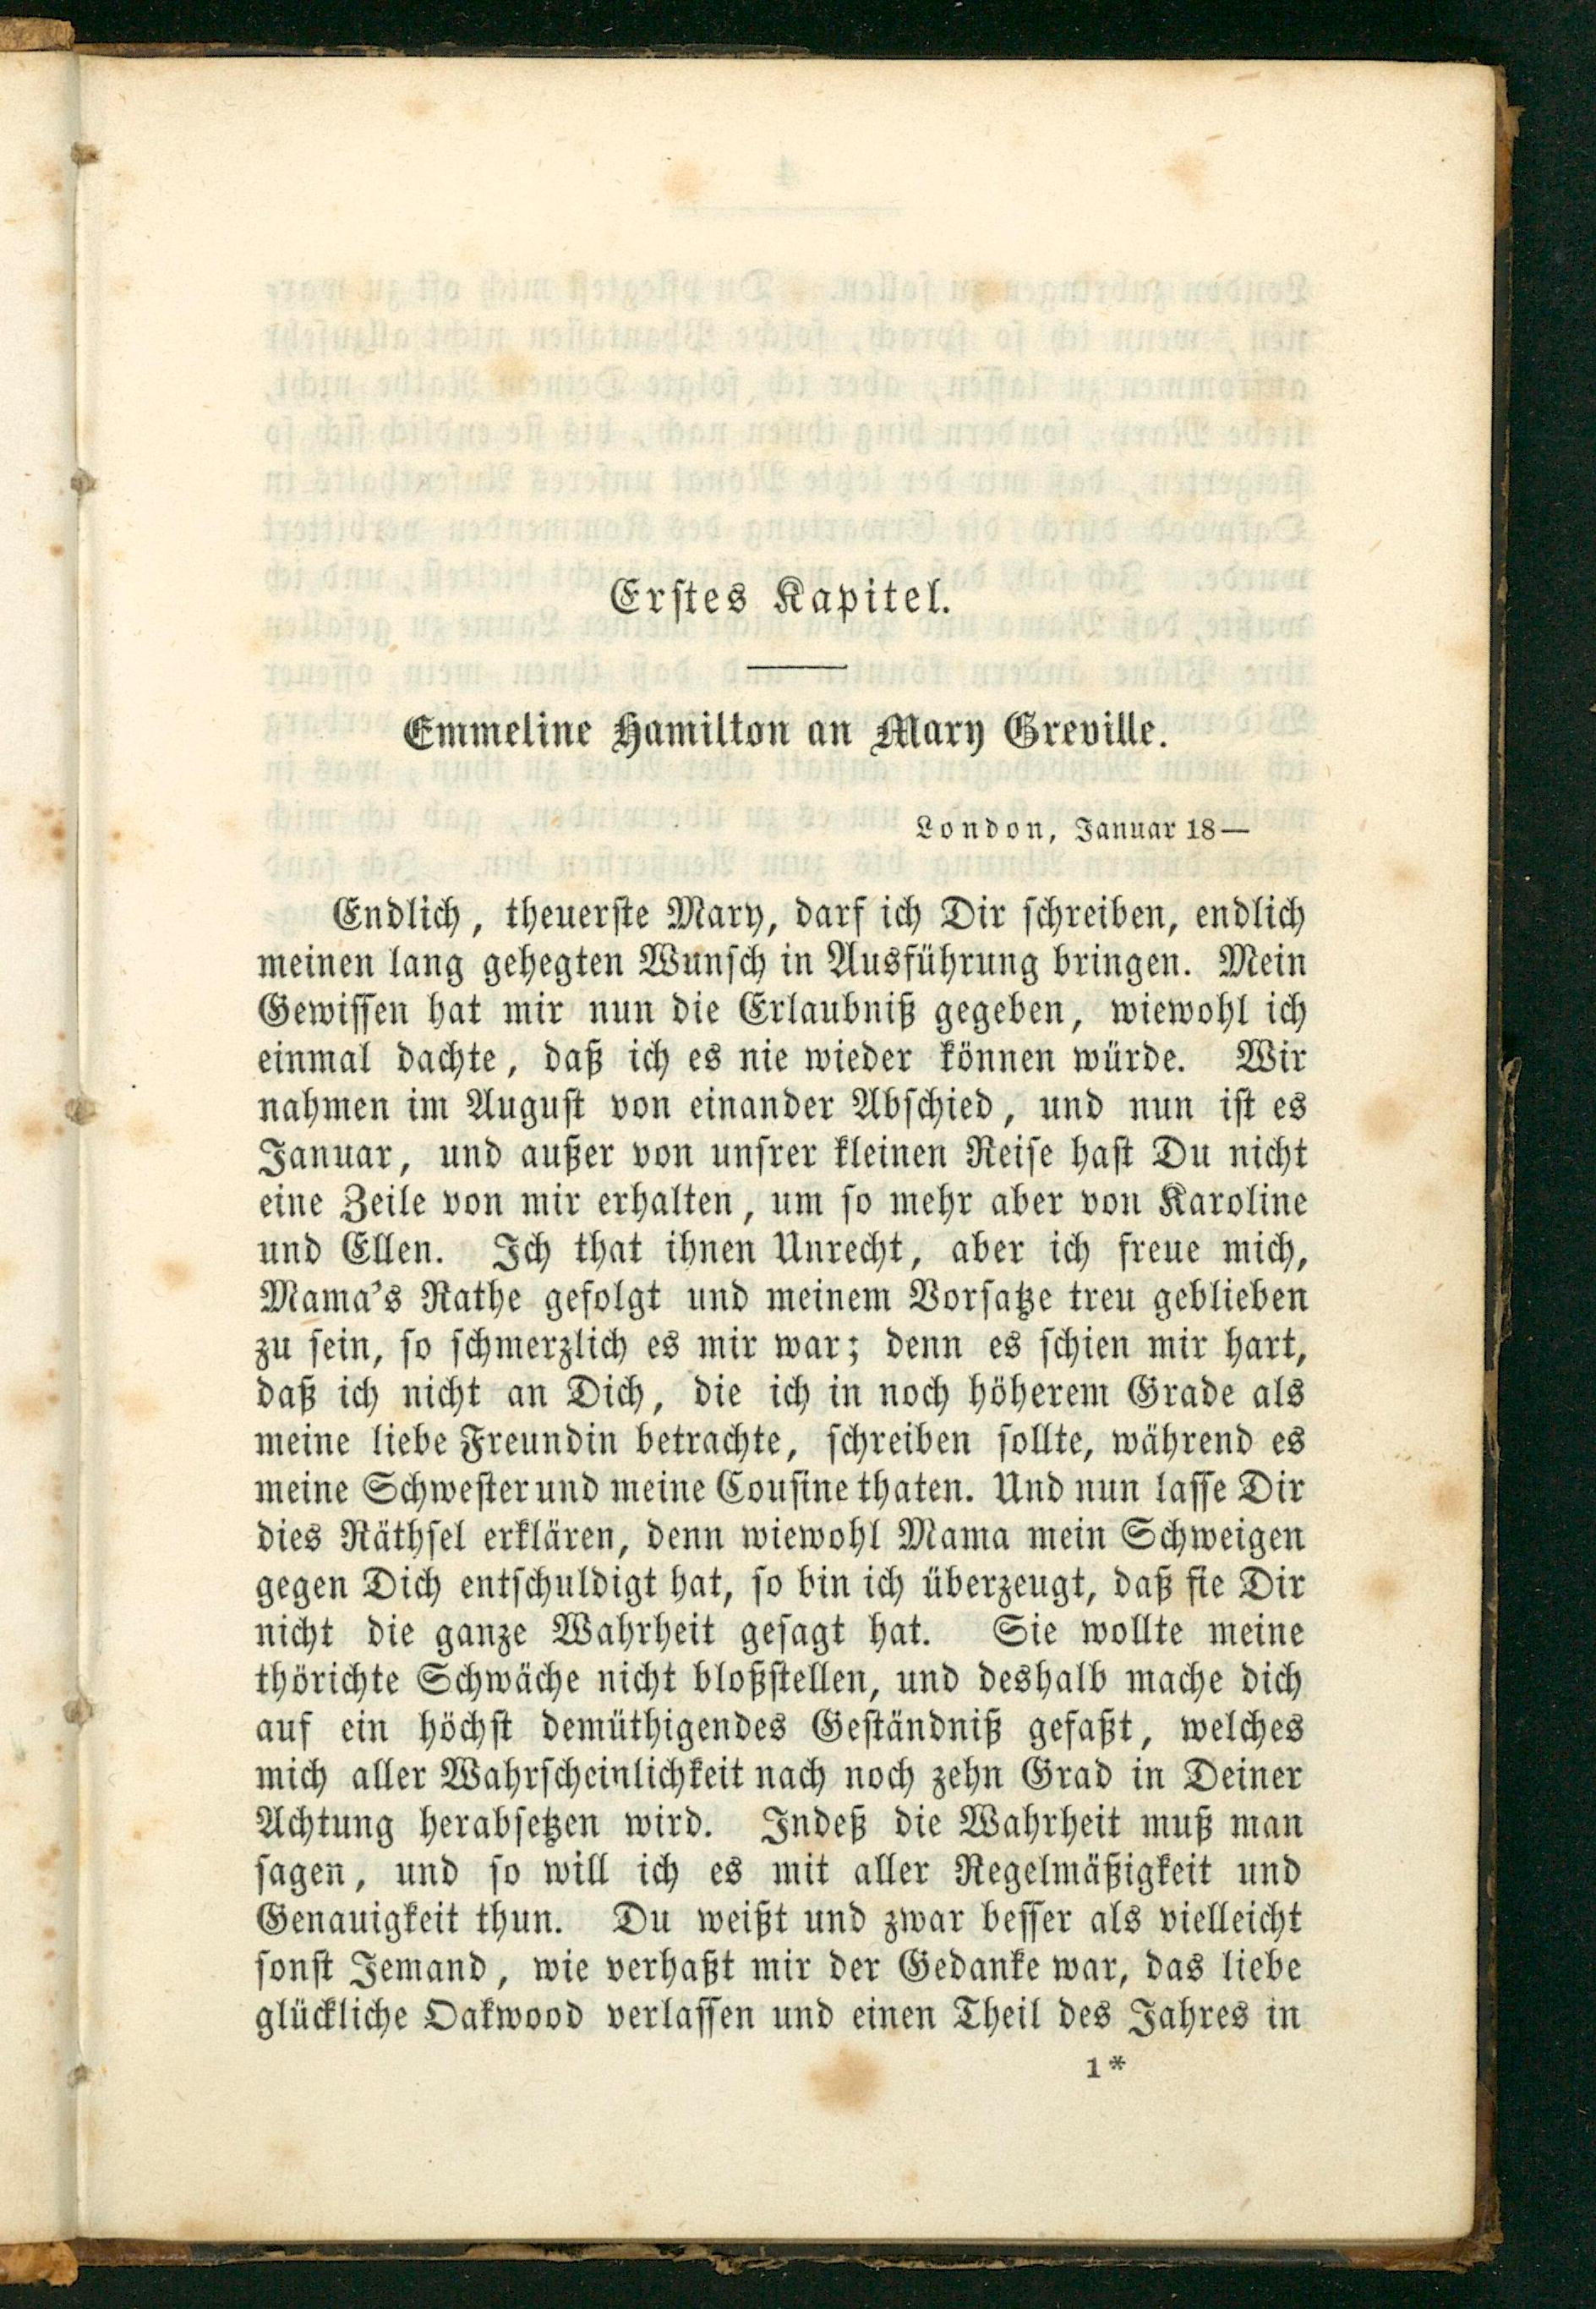 Erstes Kapitel.
Emmeline Hamilton an Mary Greville.
London, Januar 18—
Endlich, theuerste Mary, darf ich Dir schreiben, endlich
meinen lang gehegten Wunsch in Ausführung bringen. Mein
Gewissen hat mir nun die Erlaubniß gegeben, wiewohl ich
einmal dachte, daß ich es nie wieder können würde. Wir
nahmen im August von einander Abschied, und nun ist es
Januar, und außer von unsrer kleinen Reise hast Du nicht
eine Zeile von mir erhalten, um so mehr aber von Karoline
und Ellen. Ich that ihnen Unrecht, aber ich freue mich,
Mama's Rathe gefolgt und meinem Vorsatze treu geblieben
zu sein, so schmerzlich es mir war; denn es schien mir hart,
daß ich nicht an Dich, die ich in noch höherem Grade als
meine liebe Freundin betrachte, schreiben sollte, während es
meine Schwester und meine Cousine thaten. Und nun lasse Dir
dies Räthsel erklären, denn wiewohl Mama mein Schweigen
gegen Dich entschuldigt hat, so bin ich überzeugt, daß sie Dir
nicht die ganze Wahrheit gesagt hat. Sie wollte meine
thörichte Schwäche nicht bloßstellen, und deshalb mache dich
auf ein höchst demüthigendes Geständniß gefaßt, welches
mich aller Wahrscheinlichkeit nach noch zehn Grad in Deiner
Achtung herabsetzen wird. Indeß die Wahrheit muß man
sagen, und so will ich es mit aller Regelmäßigkeit und
Genauigkeit thun. Du weißt und zwar besser als vielleicht
sonst Jemand, wie verhaßt mir der Gedanke war, das liebe
glückliche Oakwood verlassen und einen Theil des Jahres in
1*